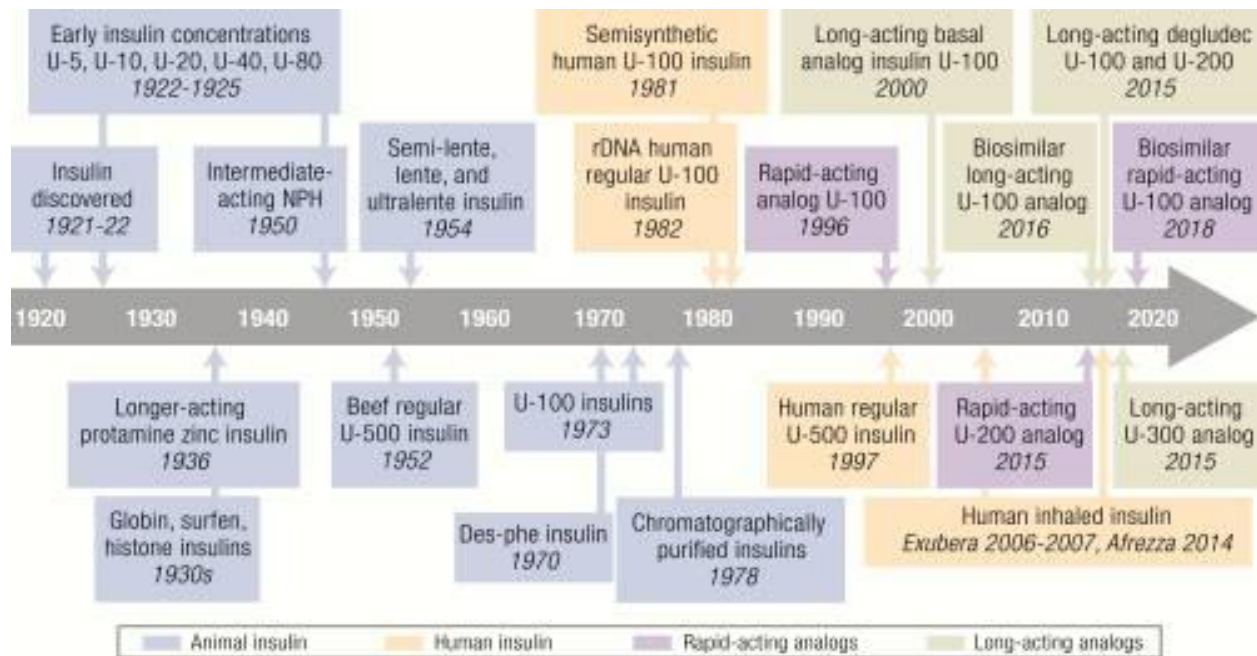 Early insulin concentrations
U-5, U-10, U-20, U-40, U-80
1922-1925
Semisynthetic
human U-100 insulin
1981
Long-acting basal
analog insulin U-100
2000
Long-acting degludec
U-100 and U-200
2015
Insulin
discovered
1921-22
Intermediate-
acting NPH
1950
Semi-lente,
lente, and
ultralente insulin
1954
rDNA human
regular U-100
insulin
1982
Rapid-acting
analog U-100
1996
Biosimilar
long-acting
U-100 analog
2016
Biosimilar
rapid-acting
U-100 analog
2018
1920 1930 1940 1950 1960 1970 1980 1990 2000 2010 2020
Longer-acting
protamine zinc insulin
1936
Beef regular
U-500 insulin
1952
U-100 insulins
1973
Human regular
U-500 insulin
1997
Rapid-acting
U-200 analog
2015
Long-acting
U-300 analog
2015
Globin, surfen,
histone insulins
1930s
Des-phe insulin
1970
Chromatographically
purified insulins
1978
Human inhaled insulin
Exubera 2006-2007, Afrezza 2014
Animal insulin Human insulin Rapid-acting analogs Long-acting analogs